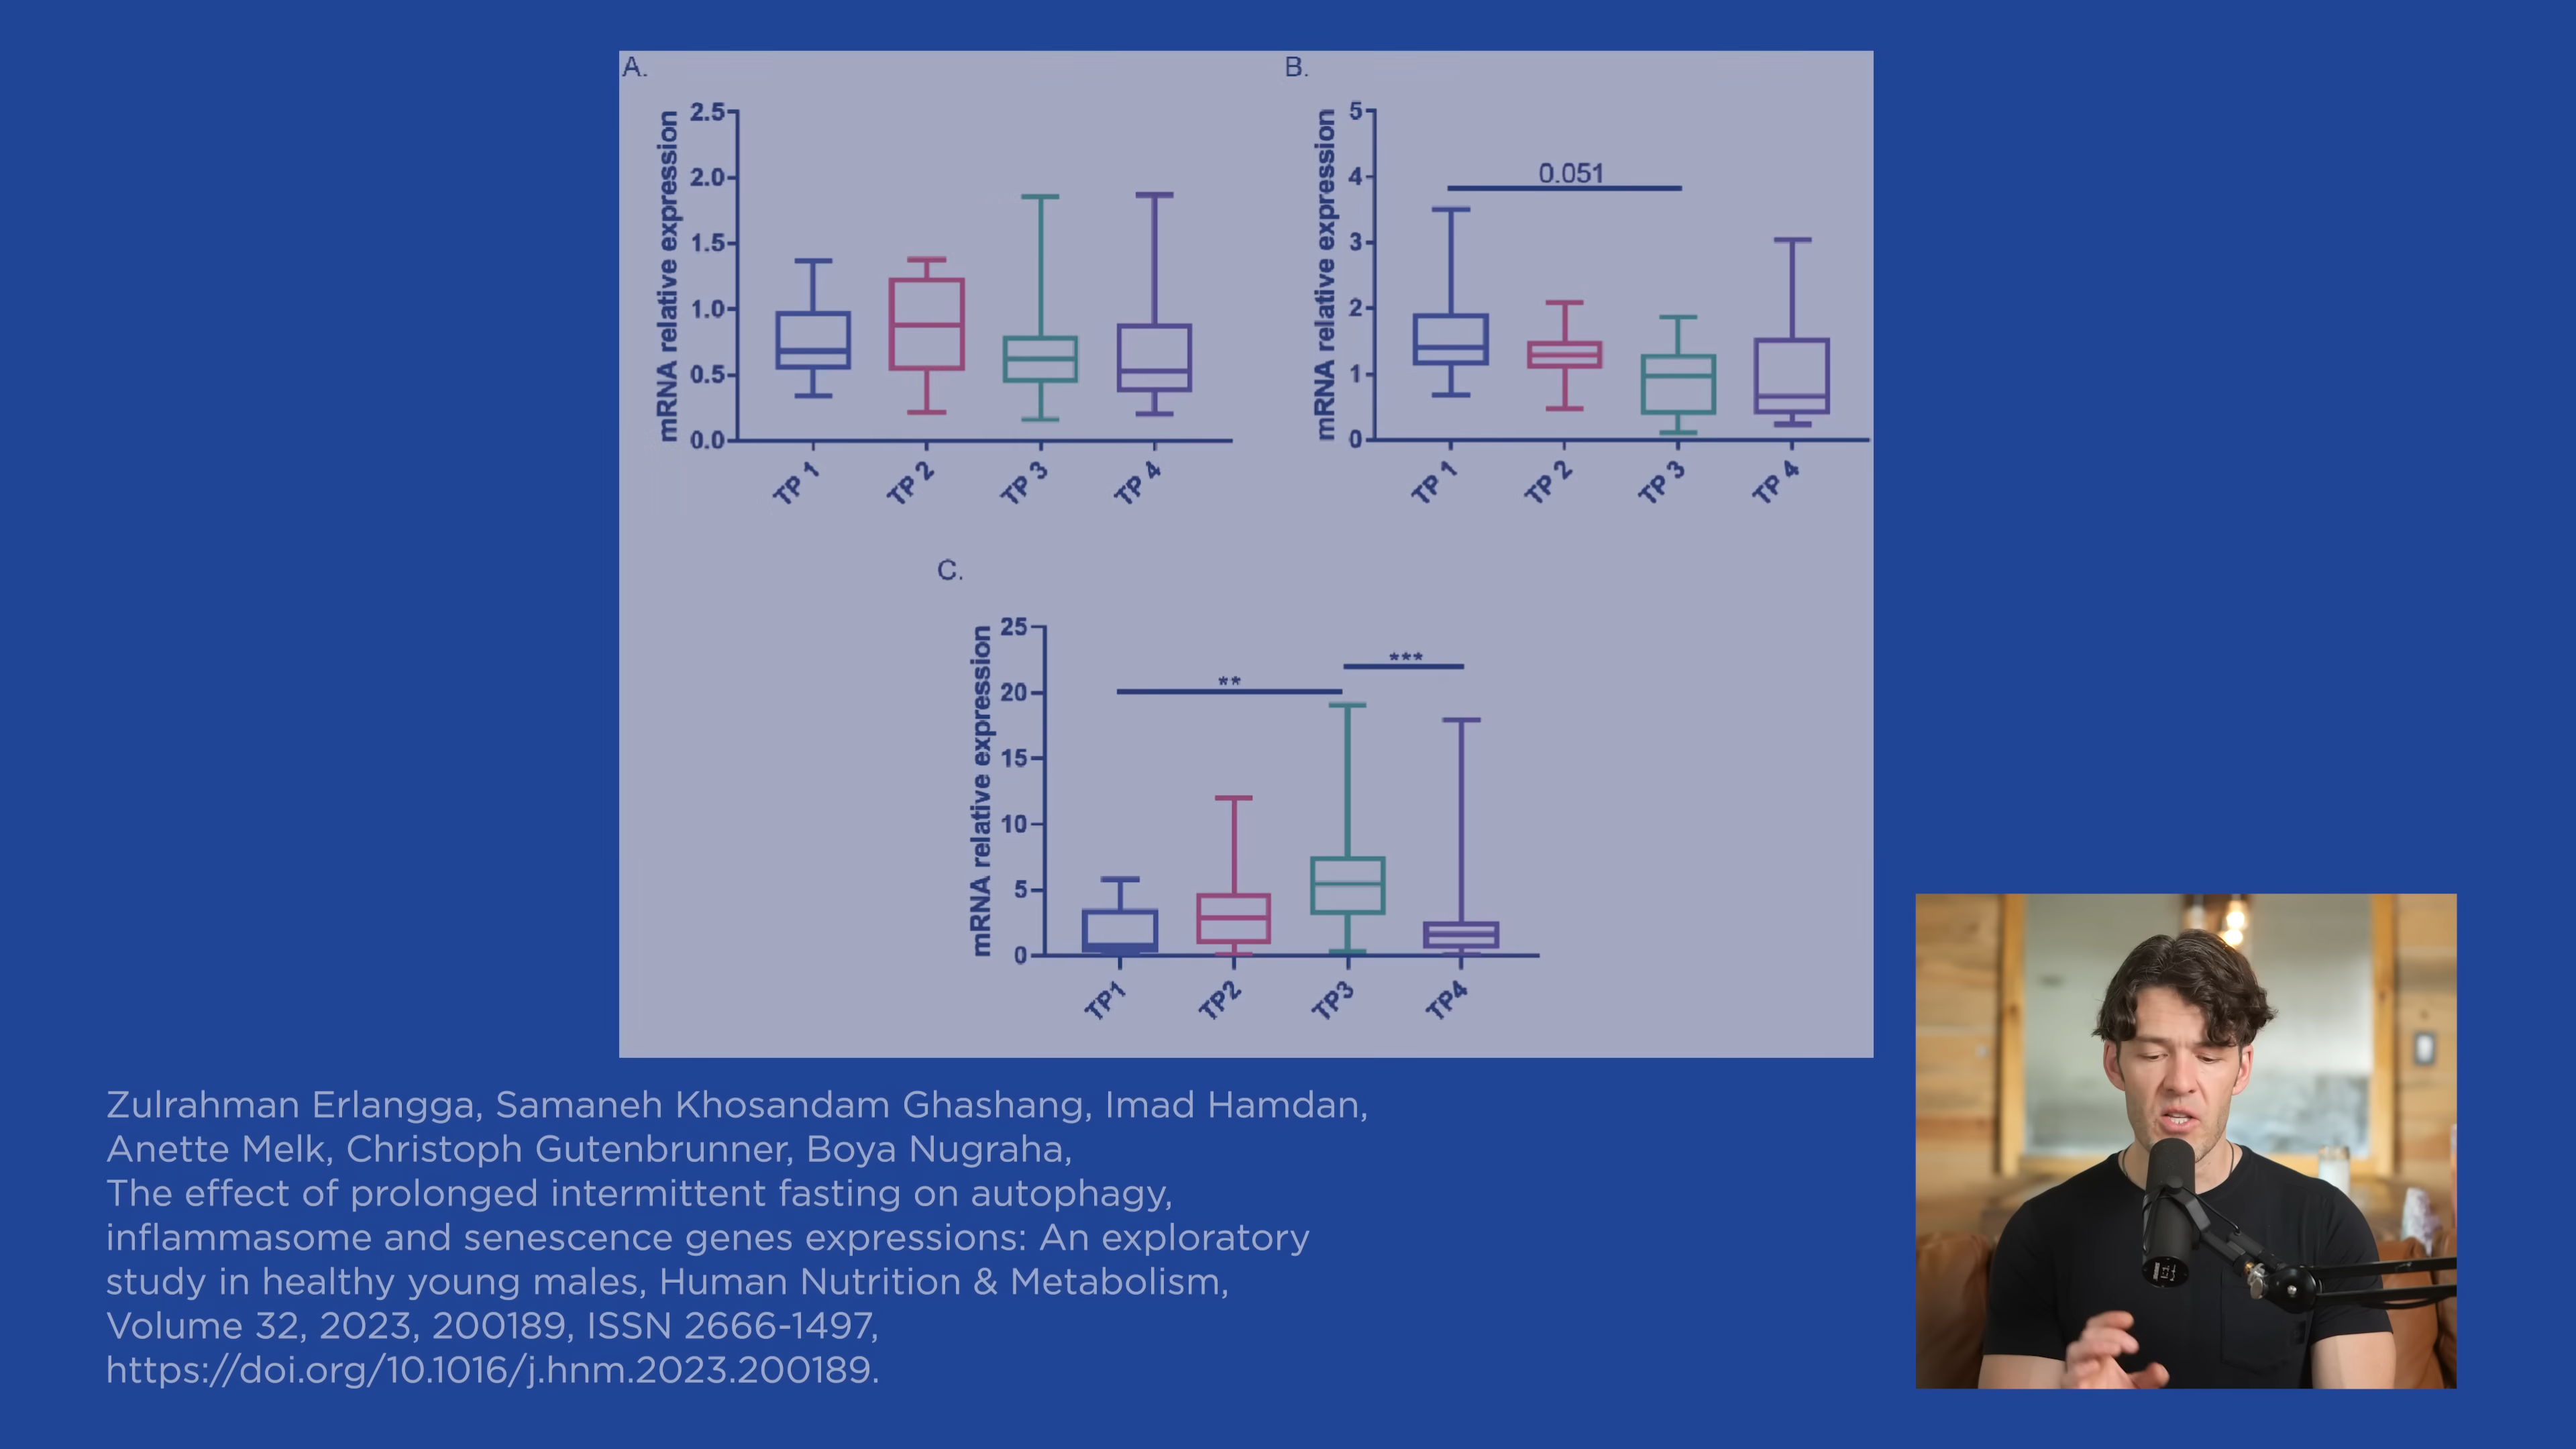 A.
mRNA relative expression
2.5
2.0
1.5
1.0
0.5
0.0
TP 1
TP 2
TP 3
TP 4
B.
mRNA relative expression
5
4
3
2
1
0
0.051
TP 1
TP 2
TP 3
TP 4
C.
mRNA relative expression
25
20
15
10
5
0
**
***
TP1
TP2
TP3
TP4
Zulrahman Erlangga, Samaneh Khosandam Ghashang, Imad Hamdan,
Anette Melk, Christoph Gutenbrunner, Boya Nugraha,
The effect of prolonged intermittent fasting on autophagy,
inflammasome and senescence genes expressions: An exploratory
study in healthy young males, Human Nutrition & Metabolism,
Volume 32, 2023, 200189, ISSN 2666-1497,
https://doi.org/10.1016/j.hnm.2023.200189.